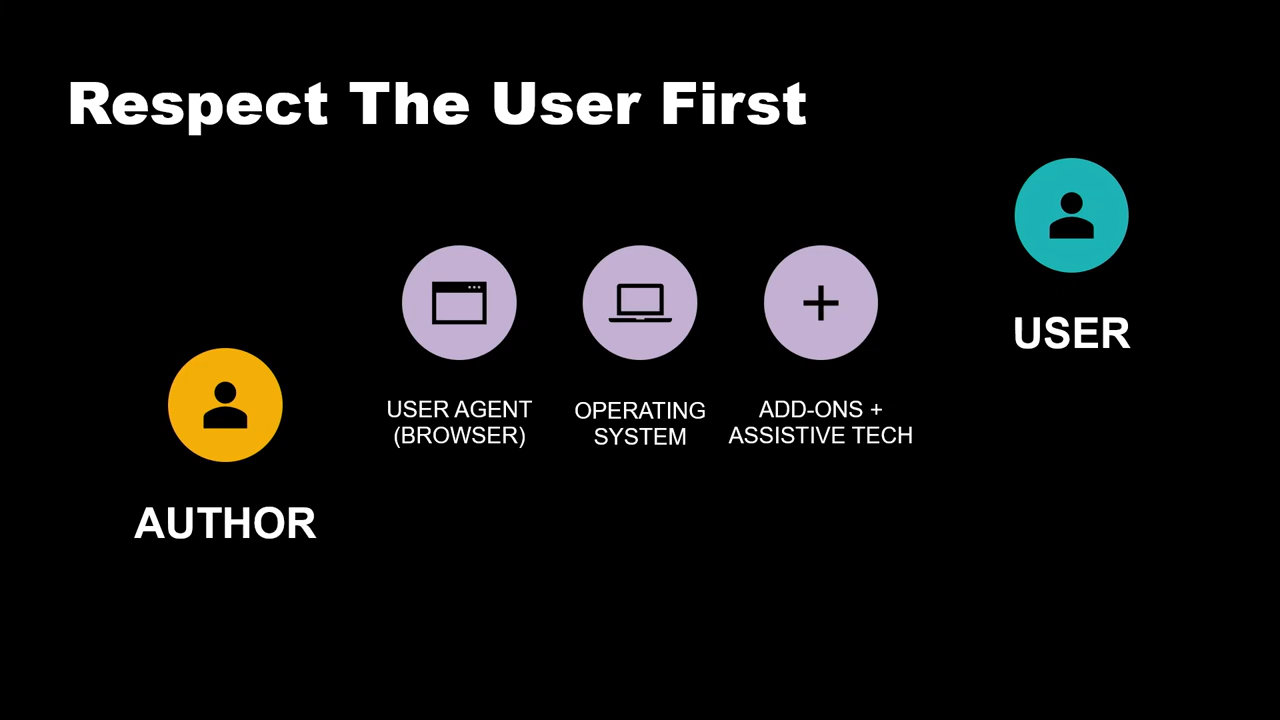 Respect The User First
USER
USER AGENT
(BROWSER)
OPERATING
SYSTEM
ADD-ONS +
ASSISTIVE TECH
AUTHOR